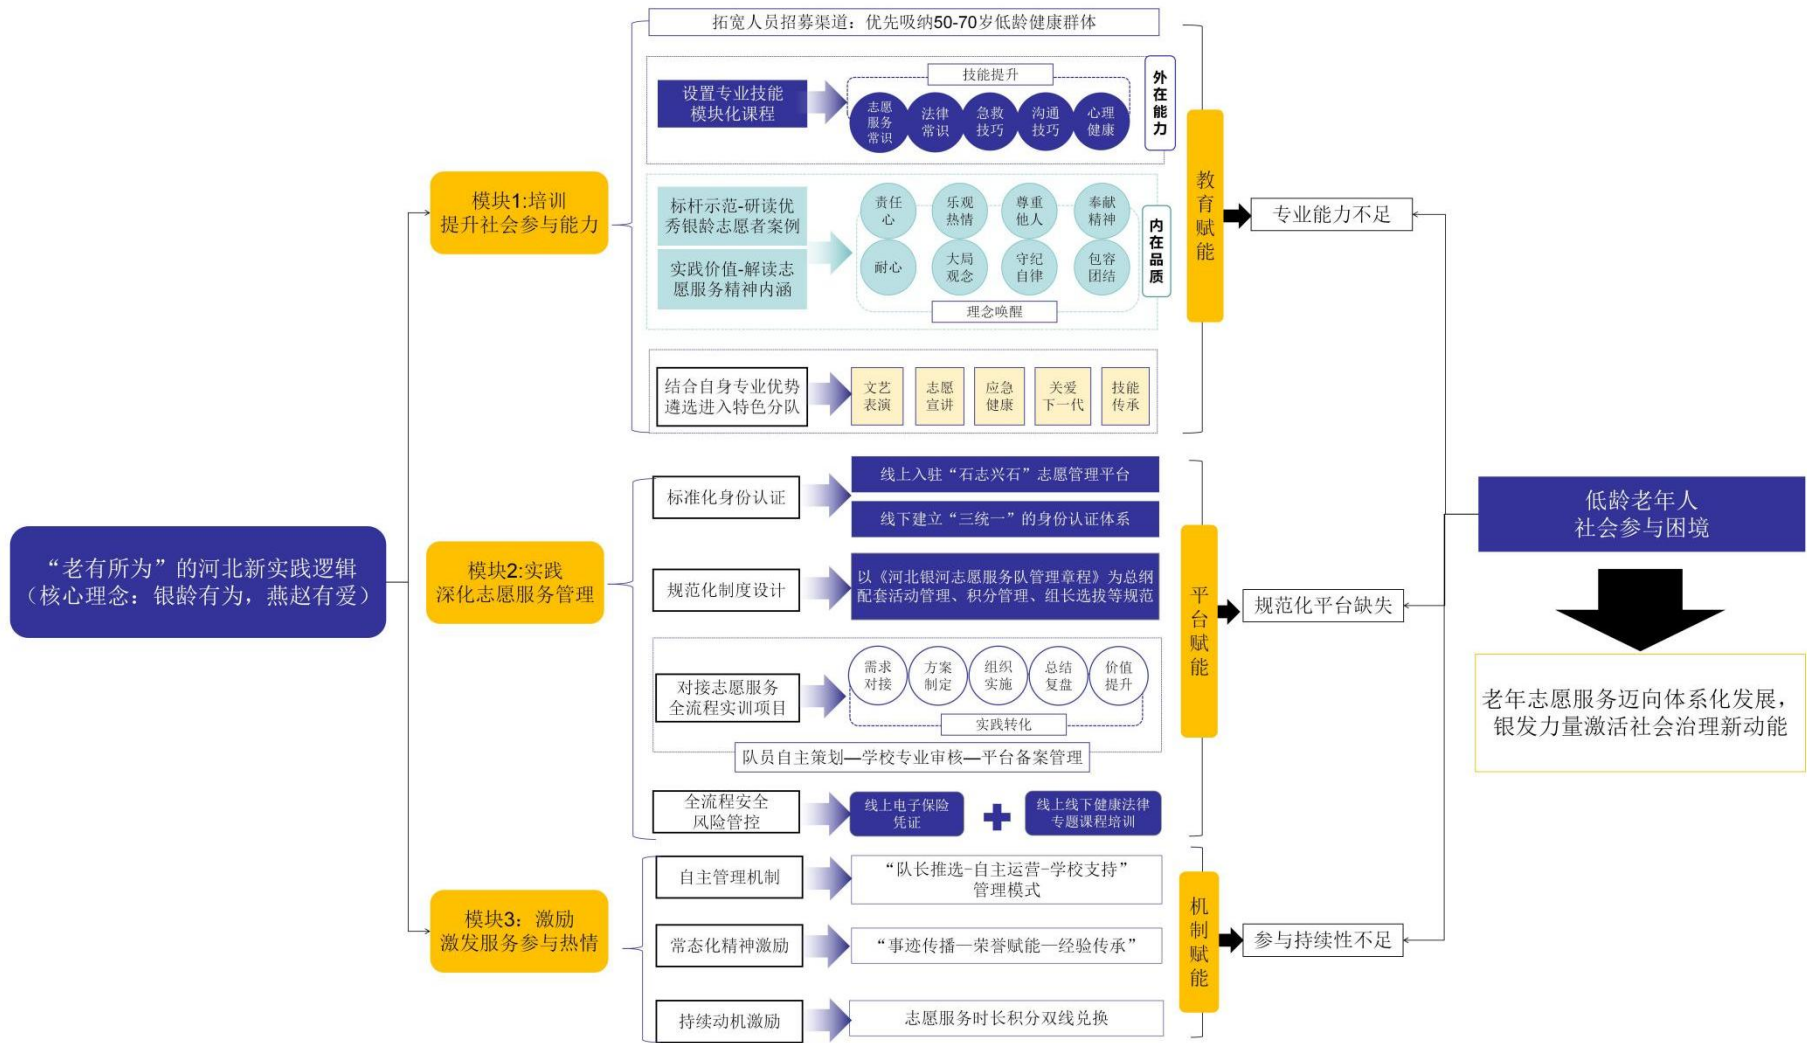 “老有所为”的河北新实践逻辑
（核心理念：银龄有为，燕赵有爱）
模块1:培训
提升社会参与能力
拓宽人员招募渠道：优先吸纳50-70岁低龄健康群体
设置专业技能
模块化课程
技能提升
志愿
服务
常识
法律
常识
急救
技巧
沟通
技巧
心理
健康
外在能力
标杆示范-研读优
秀银龄志愿者案例
实践价值-解读志
愿服务精神内涵
责任
心
乐观
热情
尊重
他人
奉献
精神
耐心
大局
观念
守纪
自律
包容
团结
理念唤醒
内在品质
结合自身专业优势
遴选进入特色分队
文艺
表演
志愿
宣讲
应急
健康
关爱
下一代
技能
传承
教育赋能
专业能力不足
模块2:实践
深化志愿服务管理
标准化身份认证
线上入驻“石志兴石”志愿管理平台
线下建立“三统一”的身份认证体系
规范化制度设计
以《河北银河志愿服务队管理章程》为总纲
配套活动管理、积分管理、组长选拔等规范
对接志愿服务
全流程实训项目
需求
对接
方案
制定
组织
实施
总结
复盘
价值
提升
实践转化
队员自主策划—学校专业审核—平台备案管理
全流程安全
风险管控
线上电子保险
凭证
线上线下健康法律
专题课程培训
平台赋能
规范化平台缺失
模块3：激励
激发服务参与热情
自主管理机制
“队长推选-自主运营-学校支持”
管理模式
常态化精神激励
“事迹传播—荣誉赋能—经验传承”
持续动机激励
志愿服务时长积分双线兑换
机制赋能
参与持续性不足
低龄老年人
社会参与困境
老年志愿服务迈向体系化发展，
银发力量激活社会治理新动能